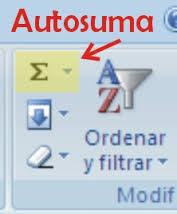 Autosuma
Σ
A
Z
Ordenar
y filtrar
Modif